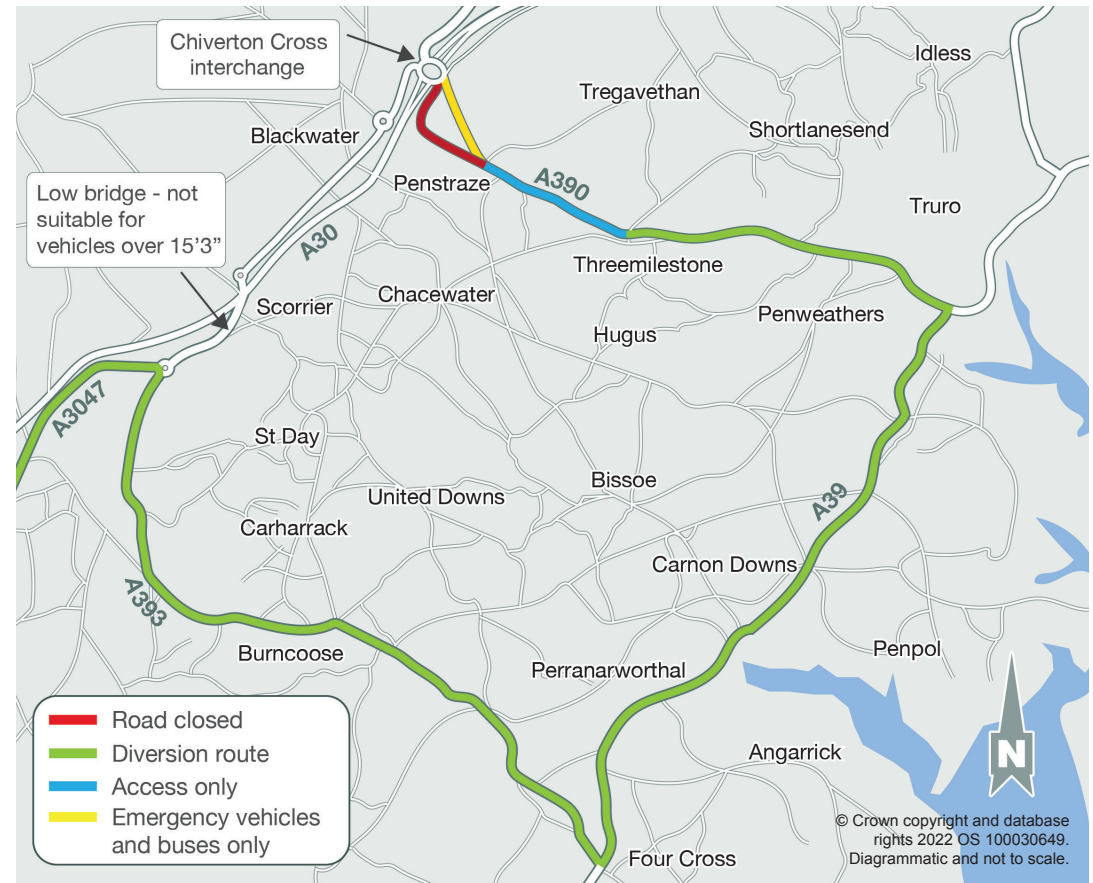 Chiverton Cross
interchange
Idless
Tregavethan
Shortlanesend
Blackwater
Penstraze
A390
Low bridge - not
suitable for
vehicles over 15’3”
Truro
A30
Threemilestone
Scorrier
Chacewater
Penweathers
Hugus
A3047
St Day
Bissoe
United Downs
A39
Carharrack
Carnon Downs
A393
Burncoose
Penpol
Perranarworthal
Road closed
Diversion route
Access only
Emergency vehicles
and buses only
Angarrick
N
© Crown copyright and database
rights 2022 OS 100030649.
Diagrammatic and not to scale.
Four Cross